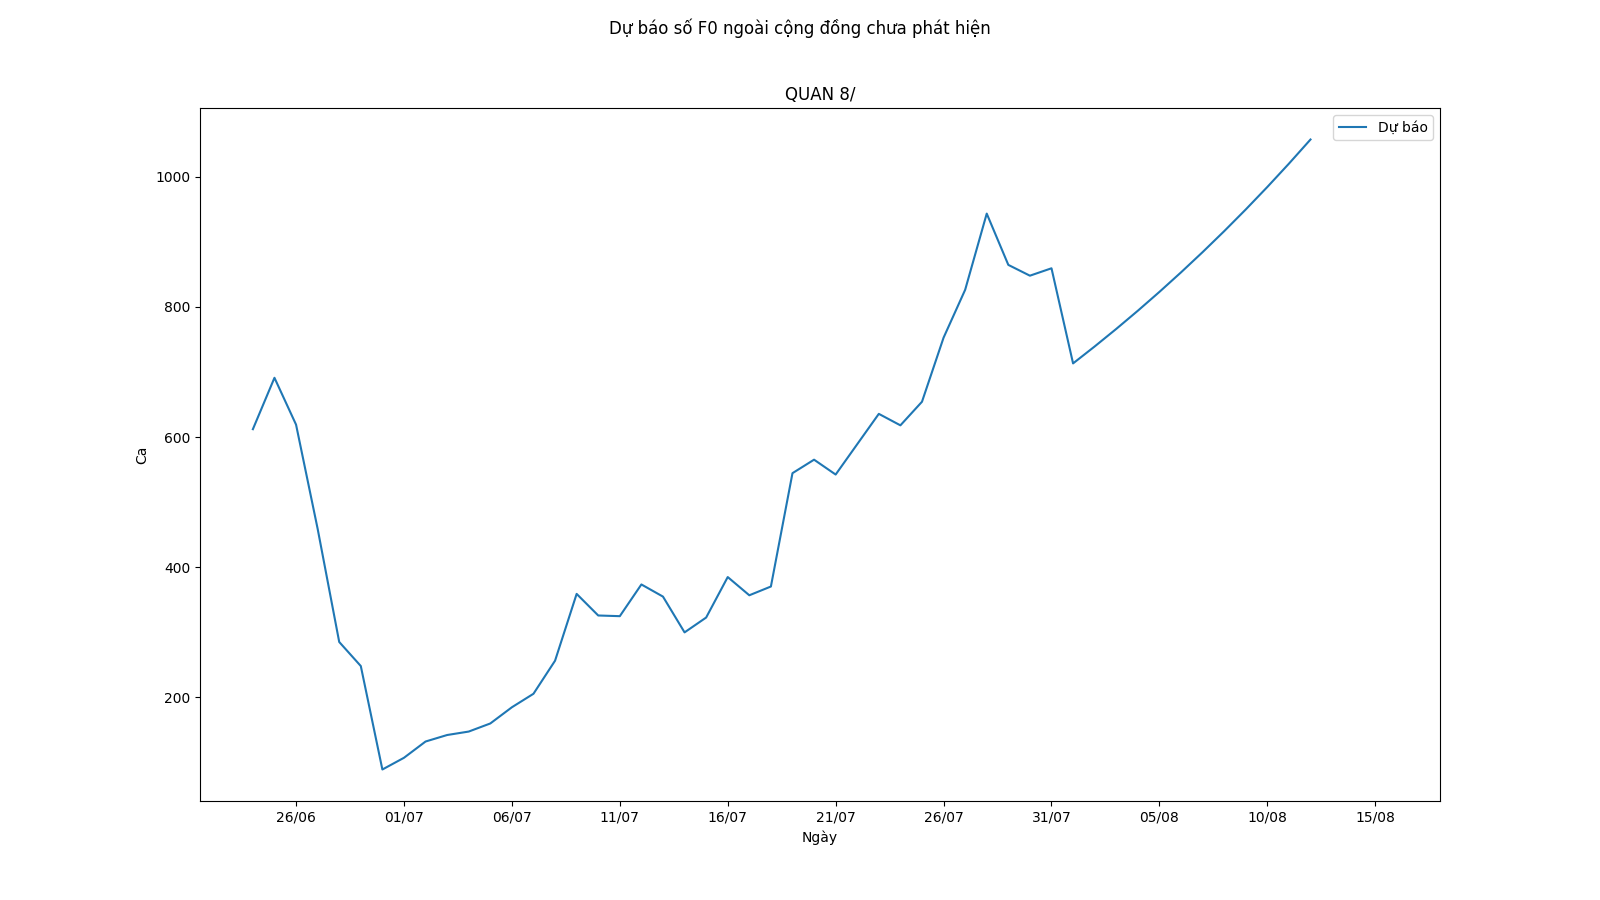 Dự báo số F0 ngoài cộng đồng chưa phát hiện
QUAN 8/
Dự báo
1000
800
600
400
200
Ca
26/06 01/07 06/07 11/07 16/07 21/07 26/07 31/07 05/08 10/08 15/08
Ngày